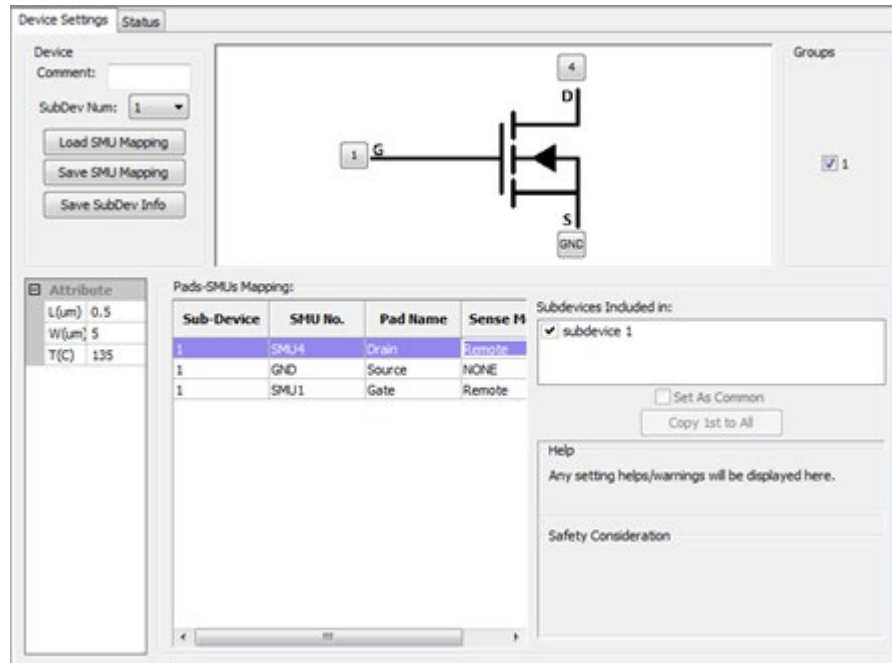 Device Settings Status
Device
Comment:
SubDev Num: 1
Load SMU Mapping
Save SMU Mapping
Save SubDev Info
4
D
1 G
S
GND
Groups
1
Attribute
L(um) 0.5
W(um) 5
T(C) 135
Pads-SMUs Mapping:
Sub-Device SMU No. Pad Name Sense M
1 SMU4 Drain Remote
1 GND Source NONE
1 SMU1 Gate Remote
Subdevices Included in:
subdevice 1
Set As Common
Copy 1st to All
Help
Any setting helps/warnings will be displayed here.
Safety Consideration